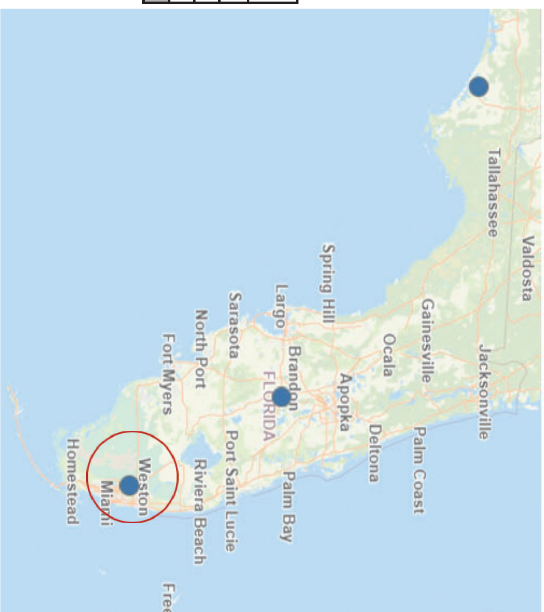 Tallahassee
Valdosta
Spring Hill
Largo
Sarasota
North Port
Fort Myers
Gainesville
Ocala
Jacksonville
Brandon
FLORIDA
Apopka
Deltona
Palm Coast
Palm Bay
Port Saint Lucie
Riviera Beach
Weston
Miami
Homestead
Free